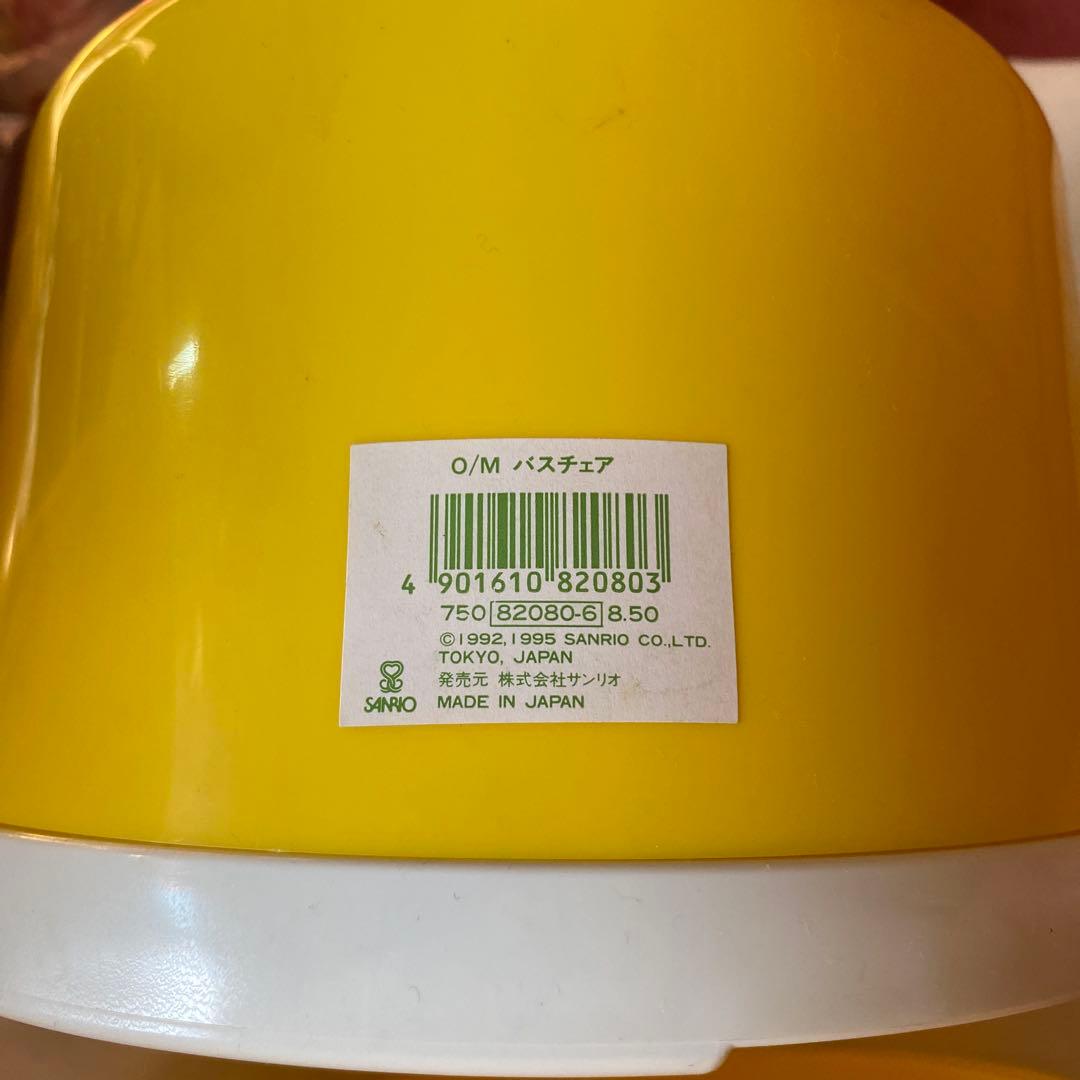 O/M バスチェア
4 901610 820803
750 82080-6 8.50
©1992,1995 SANRIO CO.,LTD.
TOKYO, JAPAN
発売元 株式会社サンリオ
SANRIO
MADE IN JAPAN